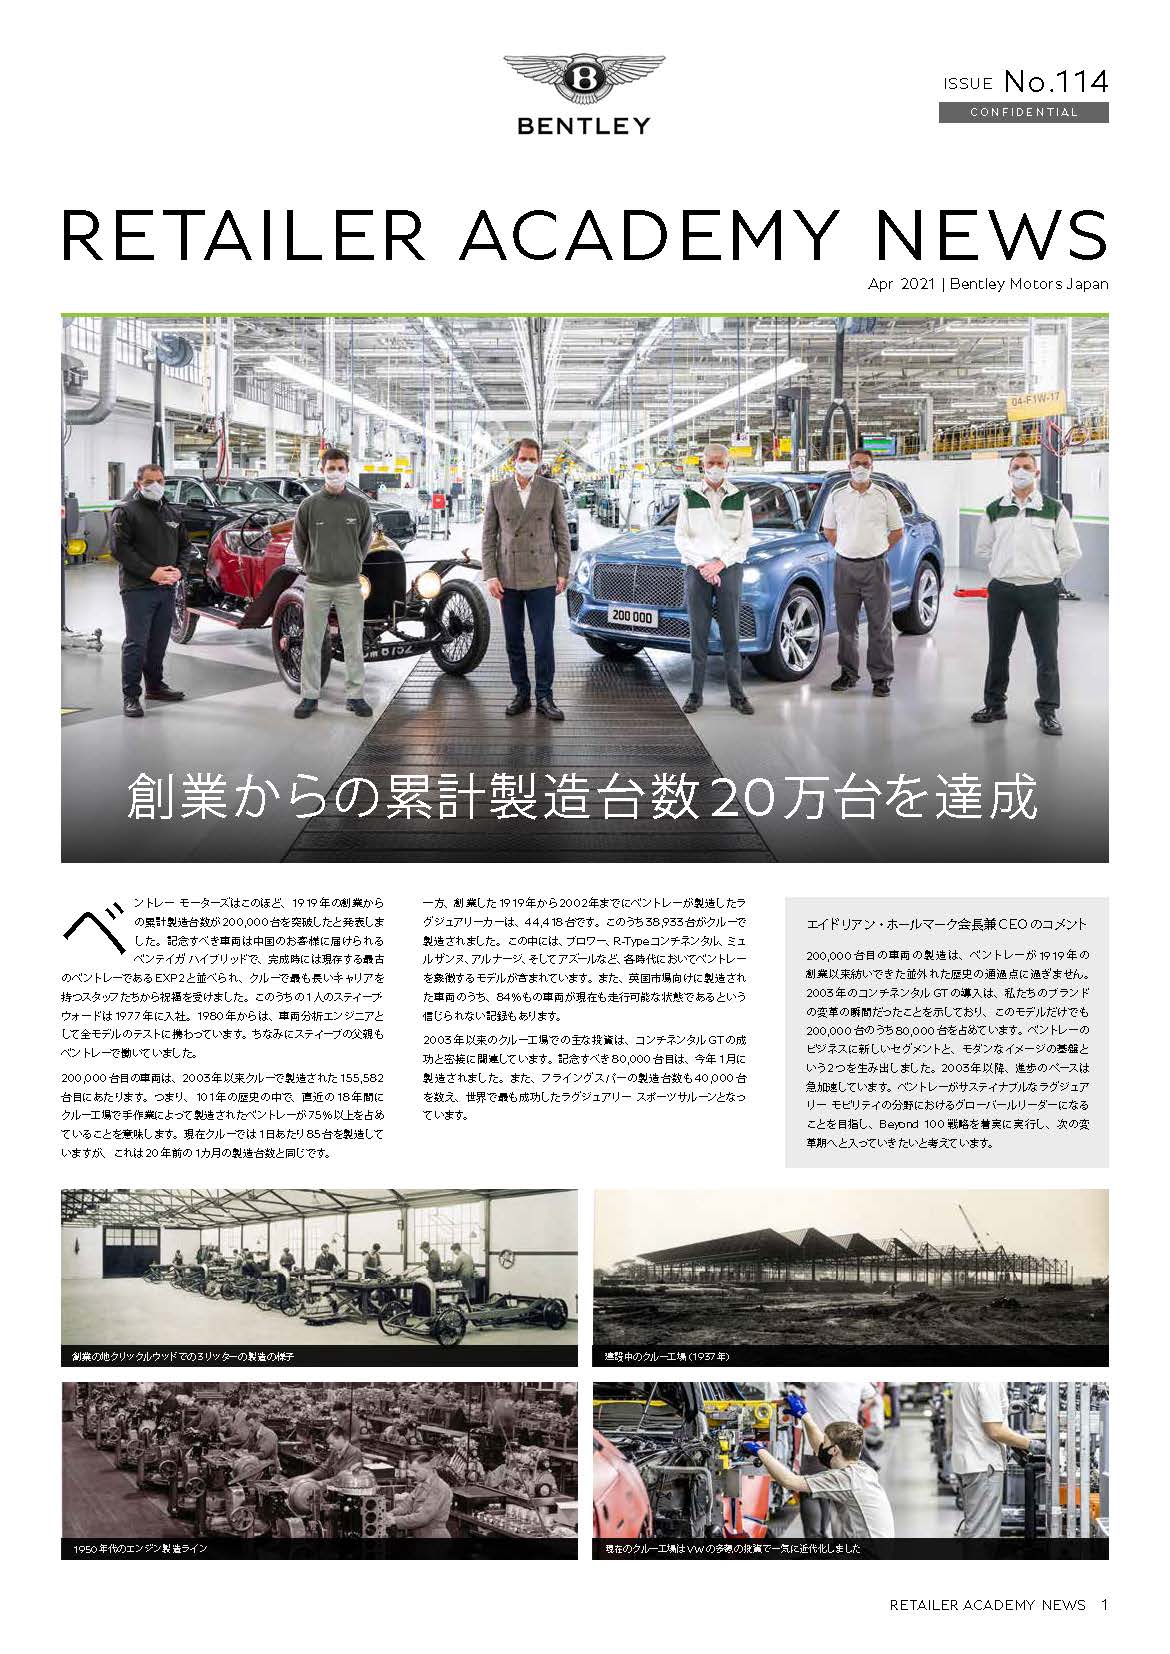 BENTLEY
ISSUE No.114
CONFIDENTIAL
RETAILER ACADEMY NEWS
Apr 2021 | Bentley Motors Japan
04-F1W-17
200 000
創業からの累計製造台数20万台を達成
ベントレー モーターズはこのほど、1919年の創業から
の累計製造台数が200,000台を突破したと発表しま
した。記念すべき車両は中国のお客様に届けられる
ベンテイガ ハイブリッドで、完成時には現存する最古
のベントレーであるEXP2と並べられ、クルーで最も長いキャリアを
持つスタッフたちから祝福を受けました。このうちの1人のスティーブ・
ウォードは1977年に入社。1980年からは、車両分析エンジニアと
して全モデルのテストに携わっています。ちなみにスティーブの父親も
ベントレーで働いていました。
200,000台目の車両は、2003年以来クルーで製造された155,582
台目にあたります。つまり、101年の歴史の中で、直近の18年間に
クルー工場で手作業によって製造されたベントレーが75%以上を占め
ていることを意味します。現在クルーでは1日あたり85台を製造して
いますが、これは20年前の1カ月の製造台数と同じです。
一方、創業した1919年から2002年までにベントレーが製造したラ
グジュアリーカーは、44,418台です。このうち38,933台がクルーで
製造されました。この中には、ブロワー、R-Typeコンチネンタル、ミュ
ルザンヌ、アルナージ、そしてアズールなど、各時代においてベントレー
を象徴するモデルが含まれています。また、英国市場向けに製造され
た車両のうち、84%もの車両が現在も走行可能な状態であるという
信じられない記録もあります。
2003年以来のクルー工場での主な投資は、コンチネンタルGTの成
功と密接に関連しています。記念すべき80,000台目は、今年1月に
製造されました。また、フライングスパーの製造台数も40,000台
を数え、世界で最も成功したラグジュアリー スポーツサルーンとなっ
ています。
エイドリアン・ホールマーク会長兼CEOのコメント
200,000台目の車両の製造は、ベントレーが1919年の
創業以来紡いできた並外れた歴史の通過点に過ぎません。
2003年のコンチネンタルGTの導入は、私たちのブランド
の変革の瞬間だったことを示しており、このモデルだけでも
200,000台のうち80,000台を占めています。ベントレーの
ビジネスに新しいセグメントと、モダンなイメージの基盤と
いう2つを生み出しました。2003年以降、進歩のペースは
急加速しています。ベントレーがサスティナブルなラグジュア
リー モビリティの分野におけるグローバールリーダーになる
ことを目指し、Beyond 100戦略を着実に実行し、次の変
革期へと入っていきたいと考えています。
創業の地クリックルウッドでの3リッターの製造の様子
建設中のクルー工場(1937年)
1950年代のエンジン製造ライン
現在のクルー工場はVWの多額の投資で一気に近代化しました
RETAILER ACADEMY NEWS 1